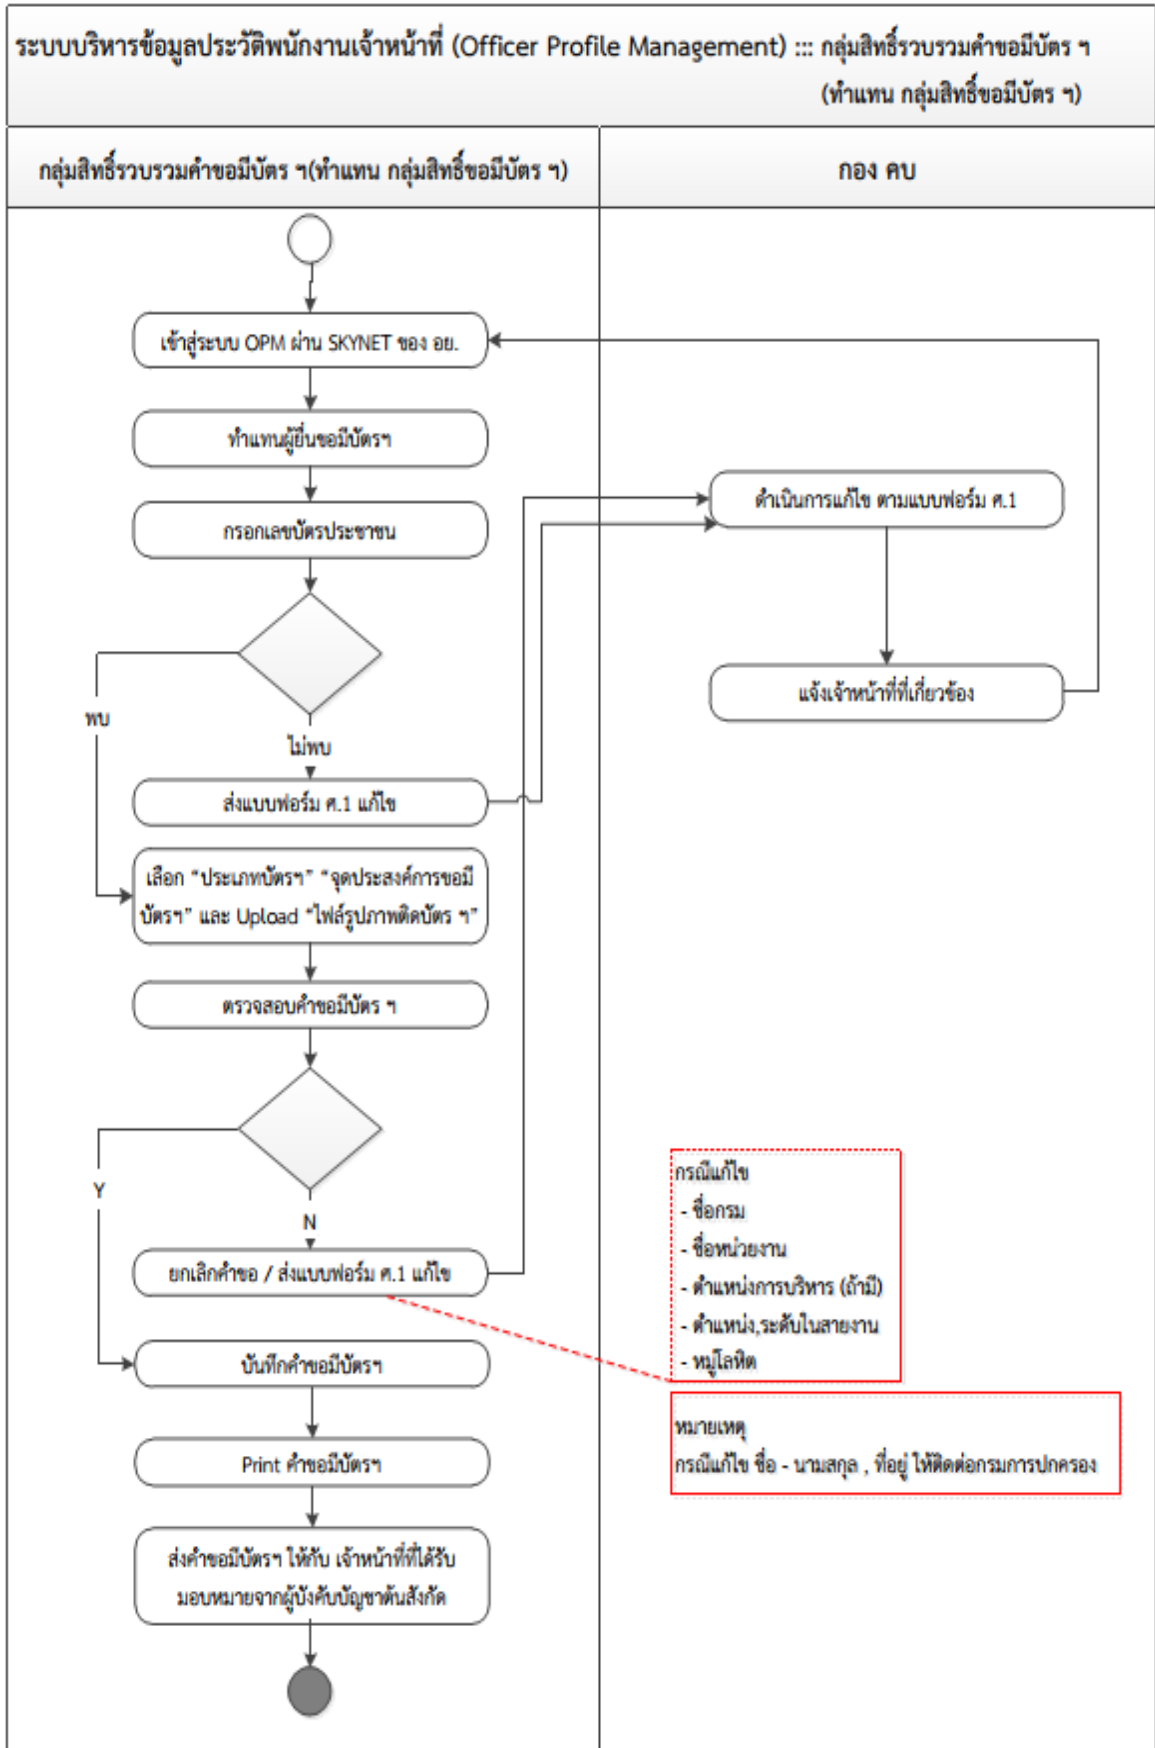 ระบบบริหารข้อมูลประวัติพนักงานเจ้าหน้าที่ (Officer Profile Management) ::: กลุ่มสิทธิ์รวบรวมคำขอมีบัตร ฯ
(ทำแทน กลุ่มสิทธิ์ขอมีบัตร ฯ)
กลุ่มสิทธิ์รวบรวมคำขอมีบัตร ฯ(ทำแทน กลุ่มสิทธิ์ขอมีบัตร ฯ)
กอง คบ
เข้าสู่ระบบ OPM ผ่าน SKYNET ของ อย.
ทำแทนผู้ยื่นขอมีบัตรฯ
กรอกเลขบัตรประชาชน
ดำเนินการแก้ไข ตามแบบฟอร์ม ศ.1
แจ้งเจ้าหน้าที่ที่เกี่ยวข้อง
พบ
ไม่พบ
ส่งแบบฟอร์ม ศ.1 แก้ไข
เลือก "ประเภทบัตรฯ" "จุดประสงค์การขอมี
บัตรฯ" และ Upload "ไฟล์รูปภาพติดบัตร ฯ"
ตรวจสอบคำขอมีบัตร ฯ
Y
N
ยกเลิกคำขอ / ส่งแบบฟอร์ม ศ.1 แก้ไข
กรณีแก้ไข
- ชื่อกรม
- ชื่อหน่วยงาน
- ตำแหน่งการบริหาร (ถ้ามี)
- ตำแหน่ง,ระดับในสายงาน
- หมู่โลหิต
หมายเหตุ
กรณีแก้ไข ชื่อ - นามสกุล , ที่อยู่ ให้ติดต่อกรมการปกครอง
บันทึกคำขอมีบัตรฯ
Print คำขอมีบัตรฯ
ส่งคำขอมีบัตรฯ ให้กับ เจ้าหน้าที่ที่ได้รับ
มอบหมายจากผู้บังคับบัญชาต้นสังกัด